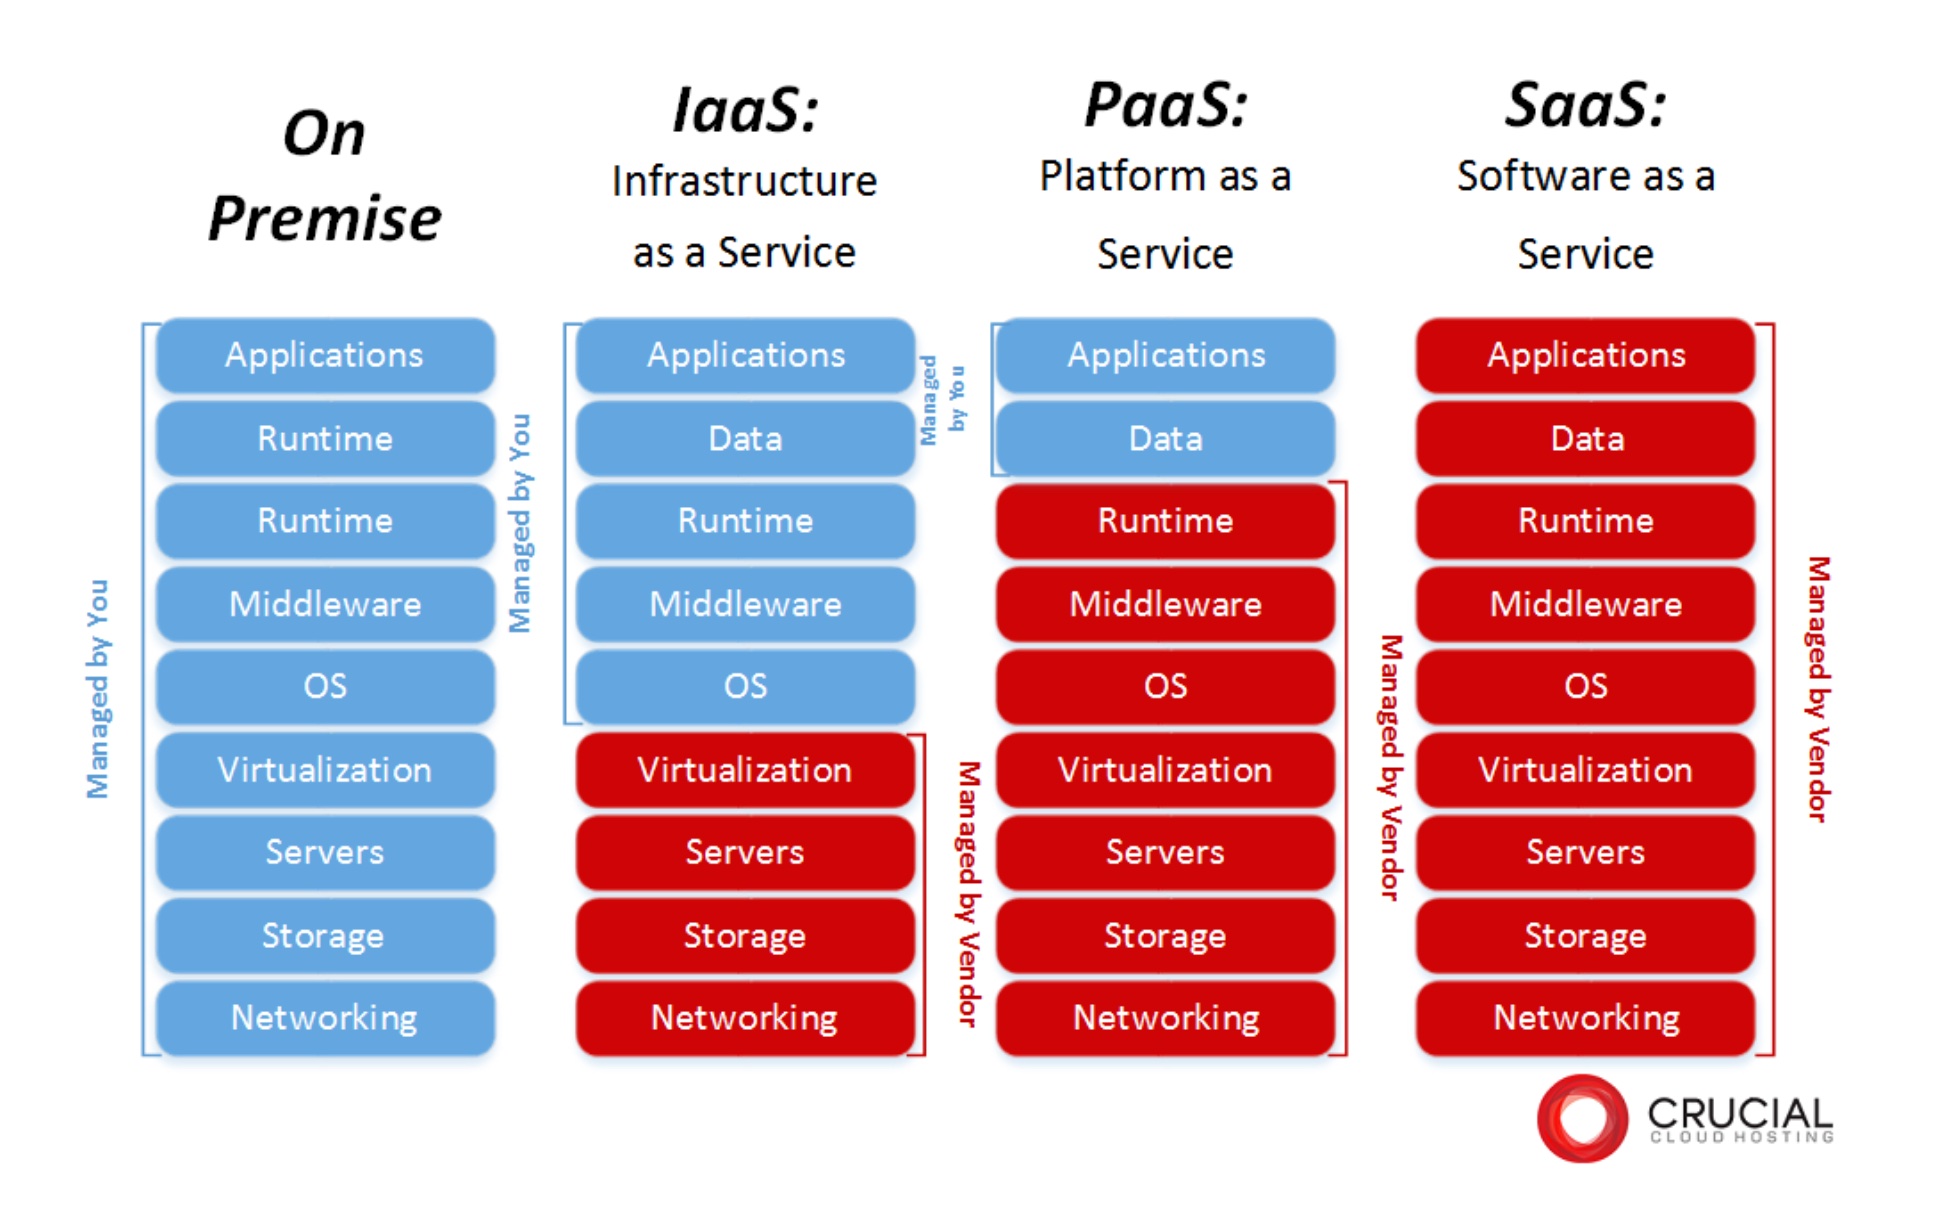 On
Premise
Managed by You
Applications
Runtime
Runtime
Middleware
OS
Virtualization
Servers
Storage
Networking
IaaS:
Infrastructure
as a Service
Managed by You
Applications
Data
Runtime
Middleware
OS
Virtualization
Servers
Storage
Networking
Managed by Vendor
PaaS:
Platform as a
Service
Managed
by You
Applications
Data
Runtime
Middleware
OS
Virtualization
Servers
Storage
Networking
Managed by Vendor
SaaS:
Software as a
Service
Applications
Data
Runtime
Middleware
OS
Virtualization
Servers
Storage
Networking
Managed by Vendor
CRUCIAL
CLOUD HOSTING